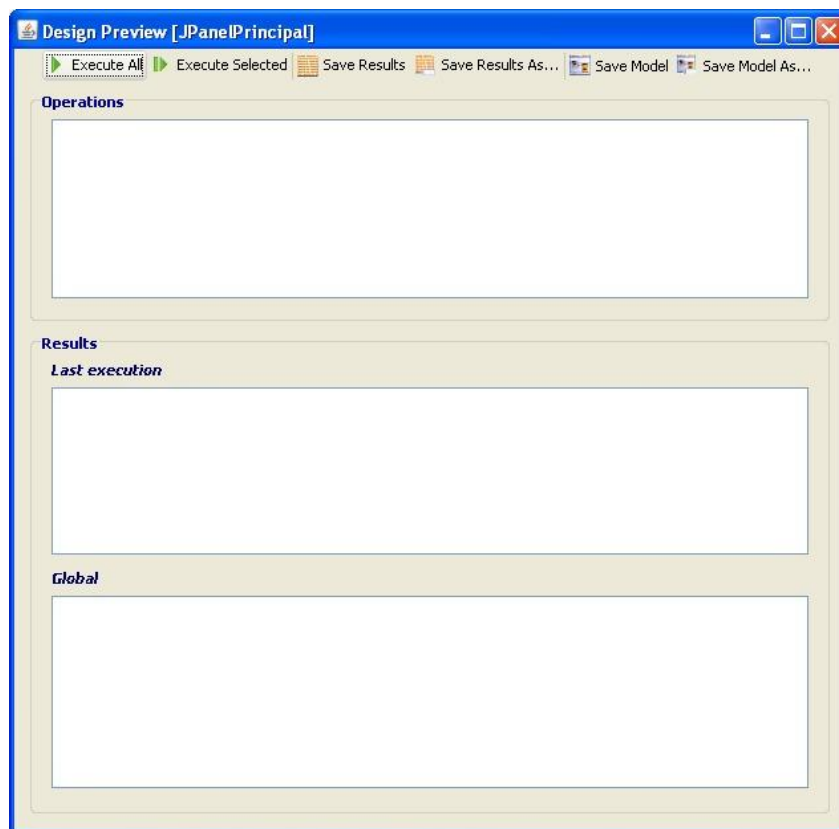 Design Preview [JPanelPrincipal]
Execute All Execute Selected Save Results Save Results As... Save Model Save Model As...
Operations
Results
Last execution
Global